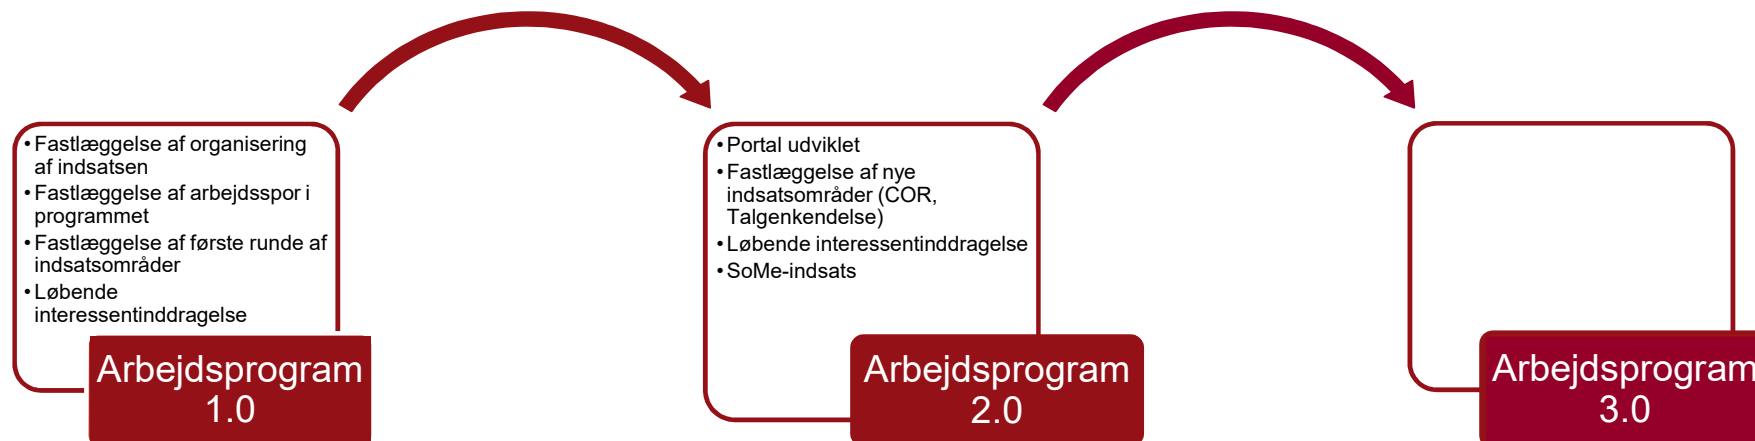 • Fastlæggelse af organisering
af indsatsen
• Fastlæggelse af arbejdsspor i
programmet
• Fastlæggelse af første runde af
indsatsområder
• Løbende
interessentinddragelse
Arbejdsprogram
1.0
• Portal udviklet
• Fastlæggelse af nye
indsatsområder (COR,
Talgenkendelse)
• Løbende interessentinddragelse
• SoMe-indsats
Arbejdsprogram
2.0
Arbejdsprogram
3.0